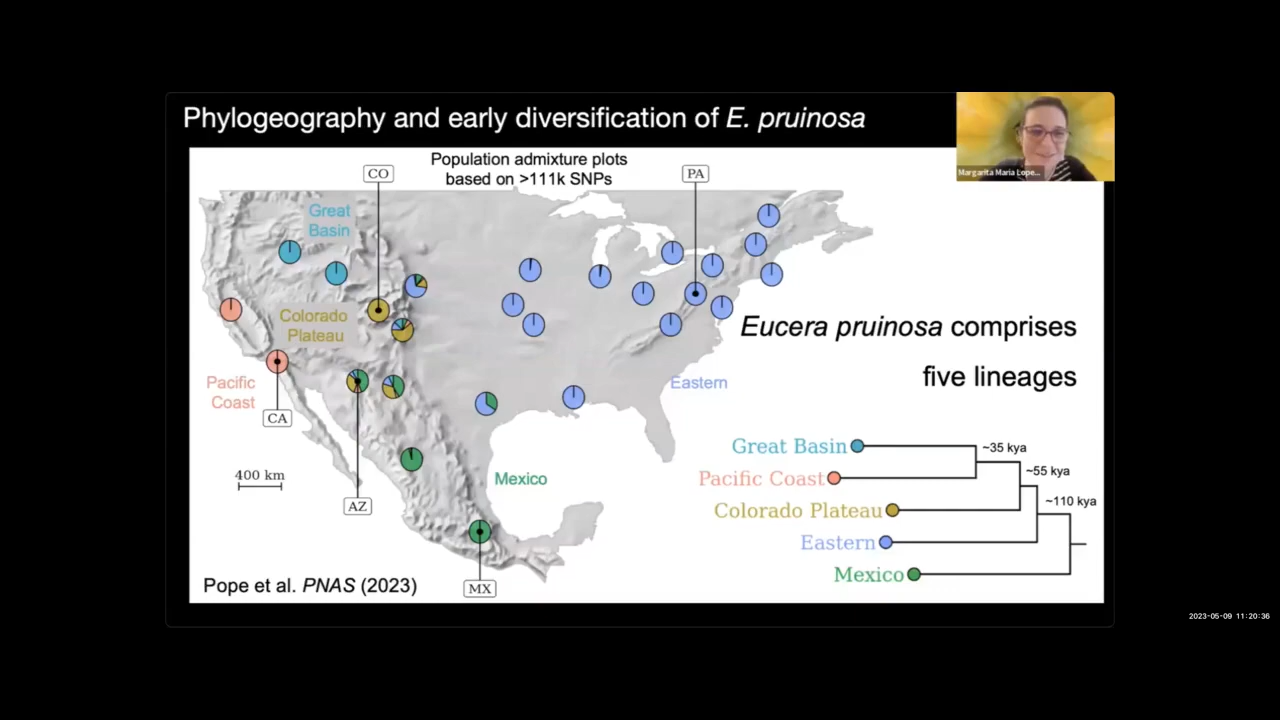 Phylogeography and early diversification of E. pruinosa
Margarita Maria Lope...
Population admixture plots
based on >111k SNPs
CO
PA
Great
Basin
Colorado
Plateau
Pacific
Coast
CA
Eastern
400 km
AZ
Mexico
MX
Pope et al. PNAS (2023)
Eucera pruinosa comprises
five lineages
Great Basin
~35 kya
~55 kya
Pacific Coast
~110 kya
Colorado Plateau
Eastern
Mexico
2023-05-09 11:20:36